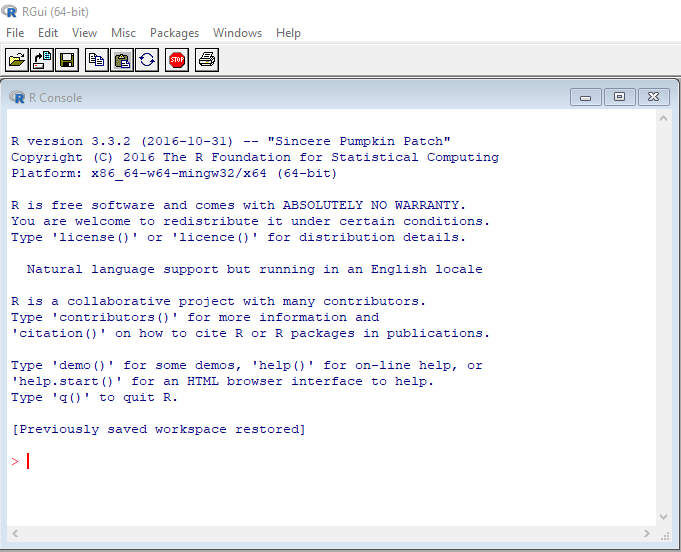 RGui (64-bit)
File Edit View Misc Packages Windows Help
STOP
R Console
R version 3.3.2 (2016-10-31) -- "Sincere Pumpkin Patch"
Copyright (C) 2016 The R Foundation for Statistical Computing
Platform: x86_64-w64-mingw32/x64 (64-bit)
R is free software and comes with ABSOLUTELY NO WARRANTY.
You are welcome to redistribute it under certain conditions.
Type 'license()' or 'licence()' for distribution details.
Natural language support but running in an English locale
R is a collaborative project with many contributors.
Type 'contributors()' for more information and
'citation()' on how to cite R or R packages in publications.
Type 'demo()' for some demos, 'help()' for on-line help, or
'help.start()' for an HTML browser interface to help.
Type 'q()' to quit R.
[Previously saved workspace restored]
>